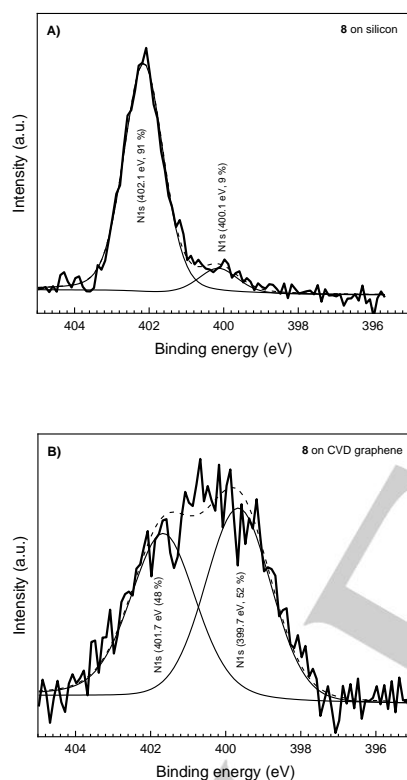 A)
8 on silicon
Intensity (a.u.)
N1s (402.1 eV, 91 %)
N1s (400.1 eV, 9 %)
404 402 400 398 396
Binding energy (eV)
B)
8 on CVD graphene
Intensity (a.u.)
N1s (401.7 eV (48 %)
N1s (399.7 eV, 52 %)
404 402 400 398 396
Binding energy (eV)